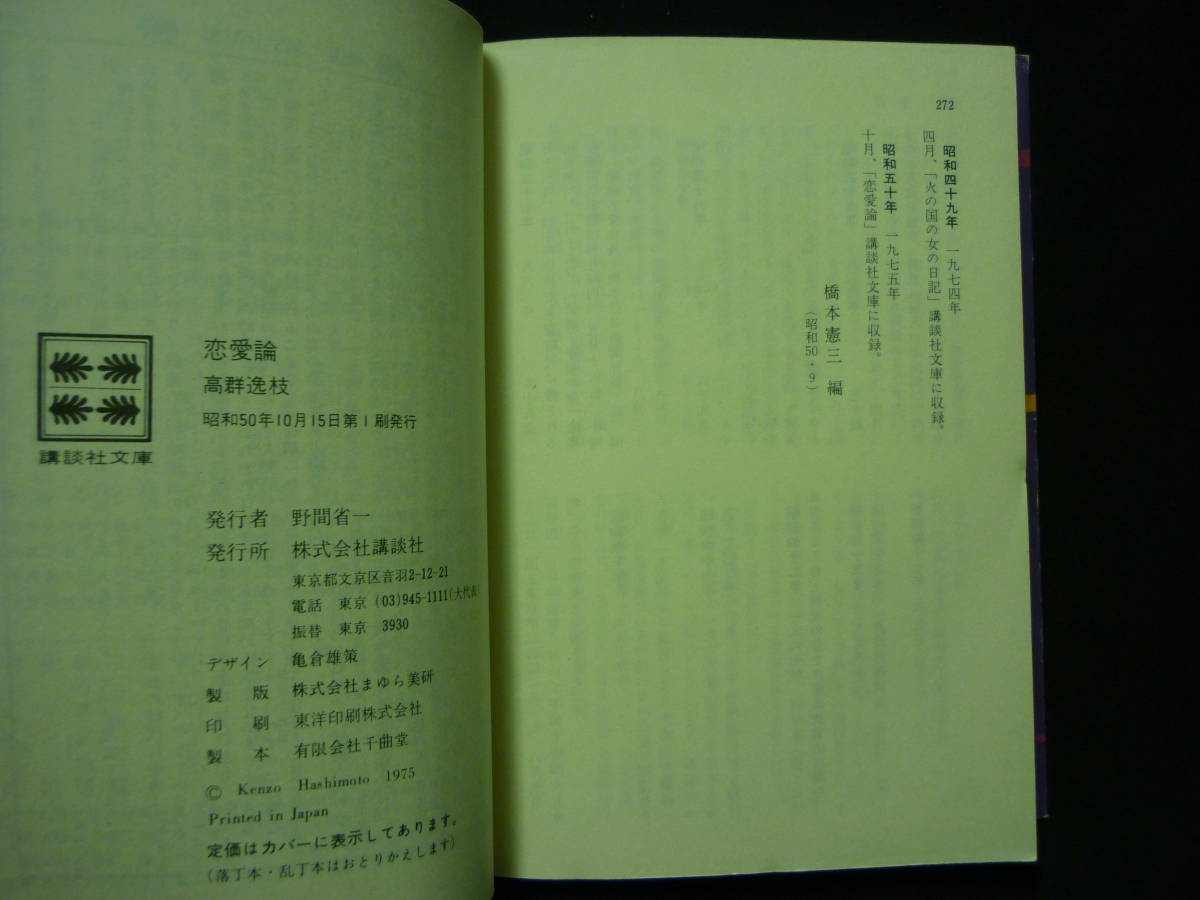 272
昭和四十九年 一九七四年
四月、「火の国の女の日記」講談社文庫に収録。
昭和五十年 一九七五年
十月、「恋愛論」講談社文庫に収録。
橋本憲三 編
(昭和50・9)
講談社文庫
恋愛論
高群逸枝
昭和50年10月15日第1刷発行
発行者 野間省一
発行所 株式会社講談社
東京都文京区音羽2-12-21
電話 東京 (03)945-1111(大代表)
振替 東京 3930
デザイン 亀倉雄策
製版 株式会社まゆら美研
印刷 東洋印刷株式会社
製本 有限会社千曲堂
© Kenzo Hashimoto 1975
Printed in Japan
定価はカバーに表示してあります。
(落丁本・乱丁本はおとりかえします)